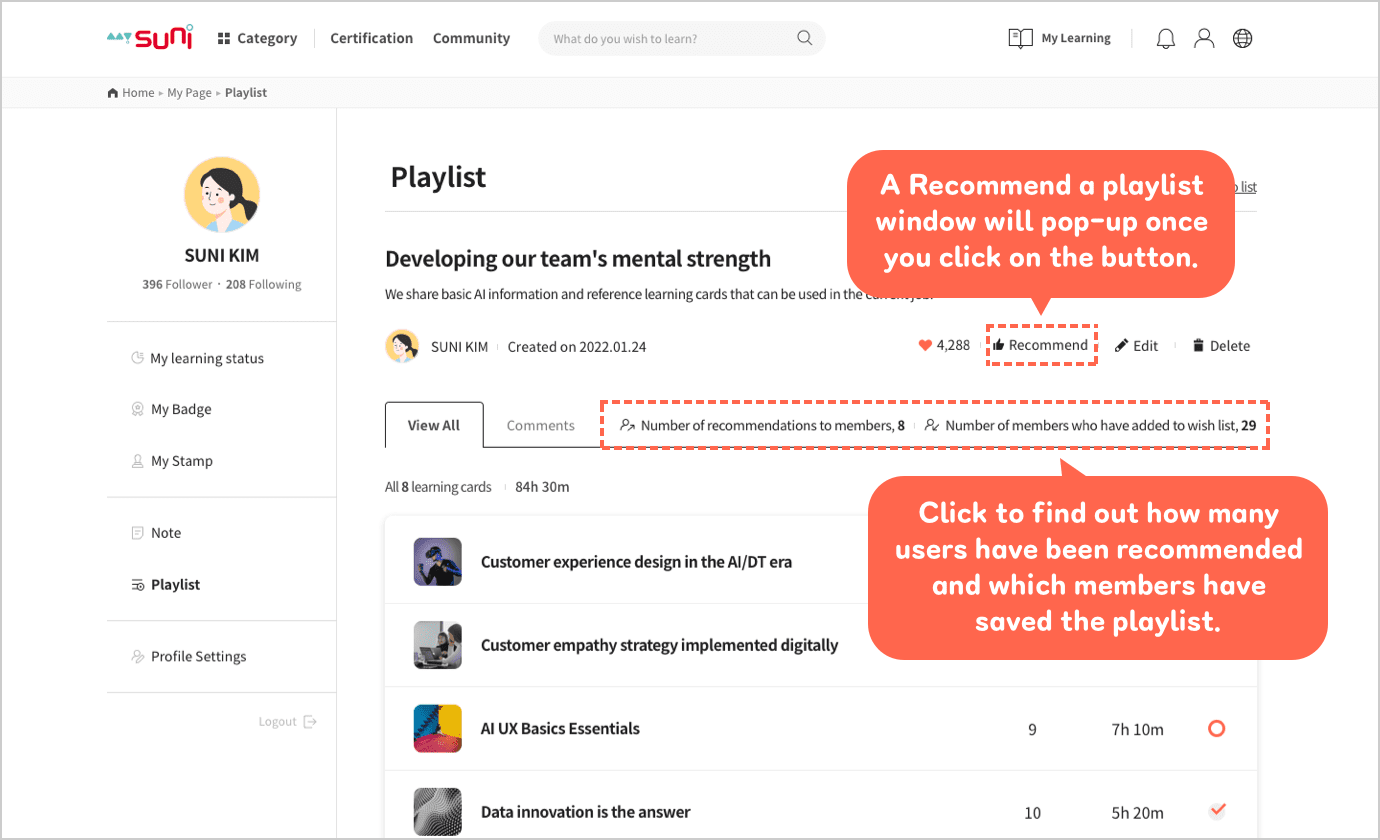 mySUNI
Category
Certification
Community
What do you wish to learn?
My Learning
Home ▸ My Page ▸ Playlist
SUNI KIM
396 Follower · 208 Following
My learning status
My Badge
My Stamp
Note
Playlist
Profile Settings
Logout
Playlist
list
A Recommend a playlist
window will pop-up once
you click on the button.
Developing our team's mental strength
We share basic AI information and reference learning cards that can be used in the current job.
SUNI KIM
Created on 2022.01.24
4,288
Recommend
Edit
Delete
View All
Comments
Number of recommendations to members, 8
Number of members who have added to wish list, 29
Click to find out how many
users have been recommended
and which members have
saved the playlist.
All 8 learning cards
84h 30m
Customer experience design in the AI/DT era
Customer empathy strategy implemented digitally
AI UX Basics Essentials
9
7h 10m
Data innovation is the answer
10
5h 20m